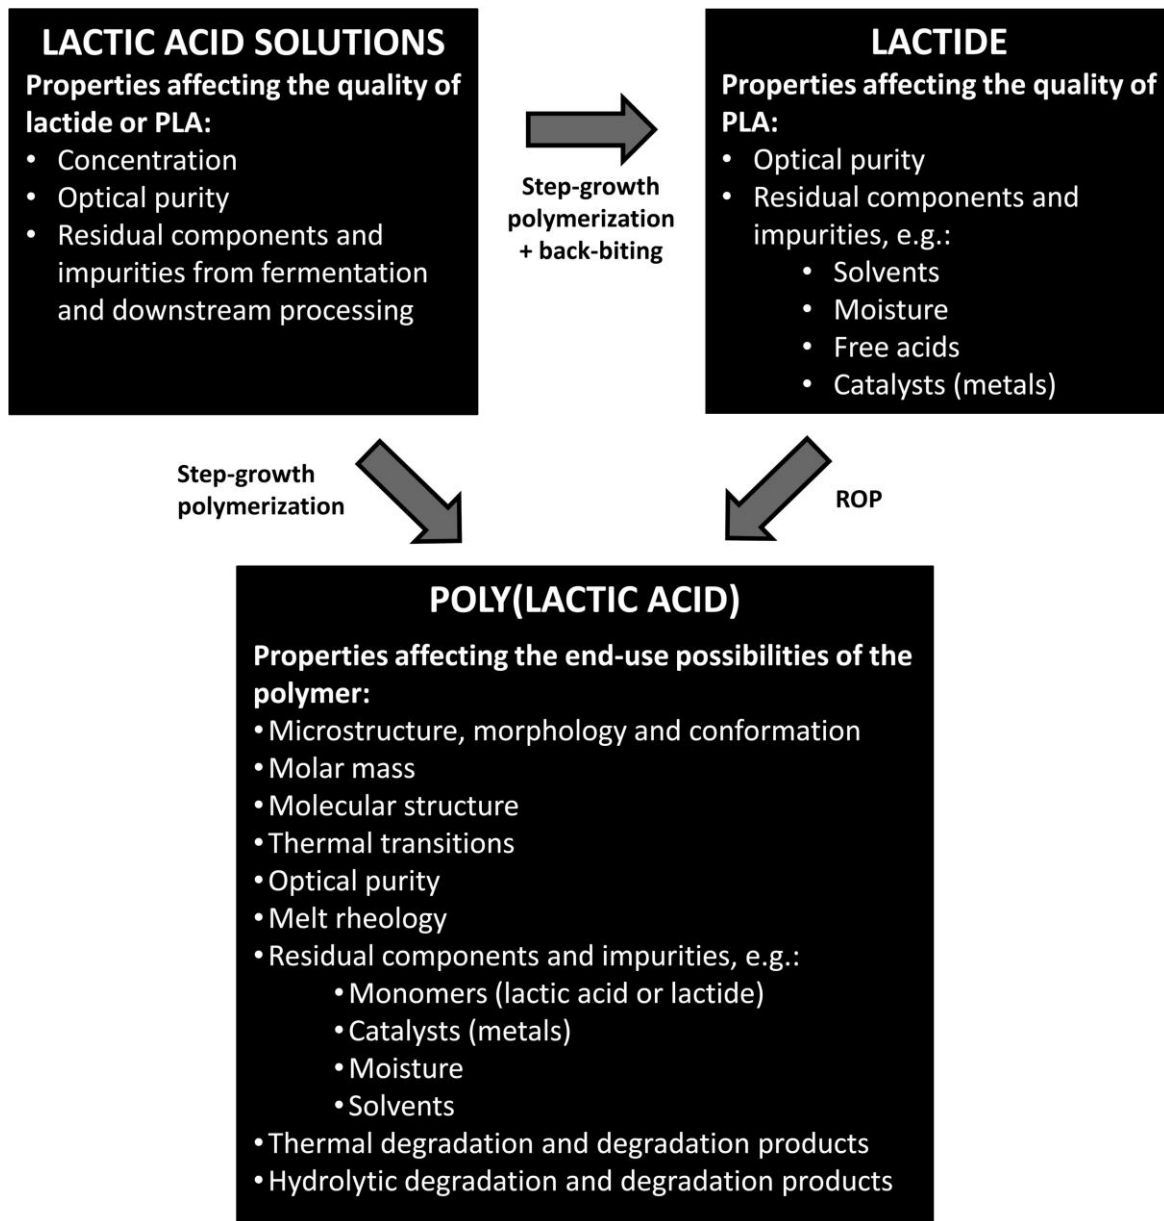 LACTIC ACID SOLUTIONS
Properties affecting the quality of
lactide or PLA:
• Concentration
• Optical purity
• Residual components and
impurities from fermentation
and downstream processing
Step-growth
polymerization
+ back-biting
LACTIDE
Properties affecting the quality of
PLA:
• Optical purity
• Residual components and
impurities, e.g.:
• Solvents
• Moisture
• Free acids
• Catalysts (metals)
Step-growth
polymerization
ROP
POLY(LACTIC ACID)
Properties affecting the end-use possibilities of the
polymer:
• Microstructure, morphology and conformation
• Molar mass
• Molecular structure
• Thermal transitions
• Optical purity
• Melt rheology
• Residual components and impurities, e.g.:
• Monomers (lactic acid or lactide)
• Catalysts (metals)
• Moisture
• Solvents
• Thermal degradation and degradation products
• Hydrolytic degradation and degradation products